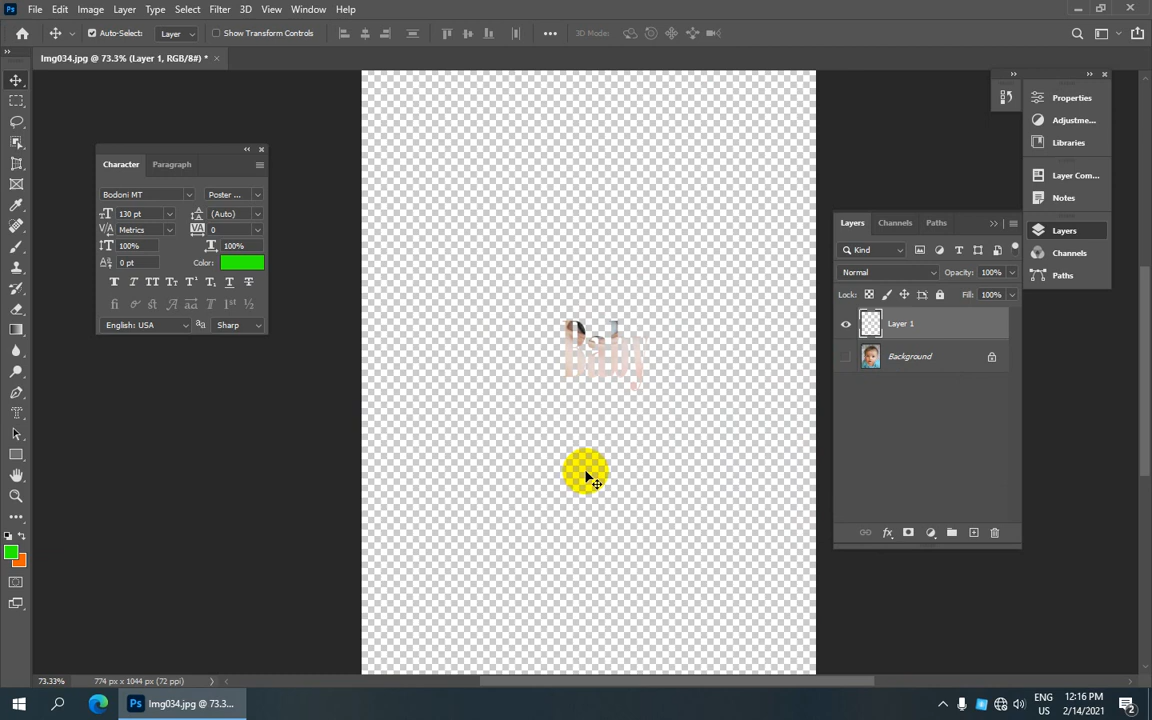 Ps File Edit Image Layer Type Select Filter 3D View Window Help
Auto-Select: Layer Show Transform Controls 3D Mode:
Img034.jpg @ 73.3% (Layer 1, RGB/8#) *
Character Paragraph
Bodoni MT Poster ...
130 pt (Auto)
Metrics 0
100% 100%
0 pt Color:
English: USA Sharp
Baby
Properties
Adjustme...
Libraries
Layer Com...
Notes
Layers
Channels
Paths
Layers Channels Paths
Kind
Normal Opacity: 100%
Lock: Fill: 100%
Layer 1
Background
fx
73.33% 774 px x 1044 px (72 ppi)
Ps Img034.jpg @ 73.3...
ENG
US
12:16 PM
2/14/2021
2